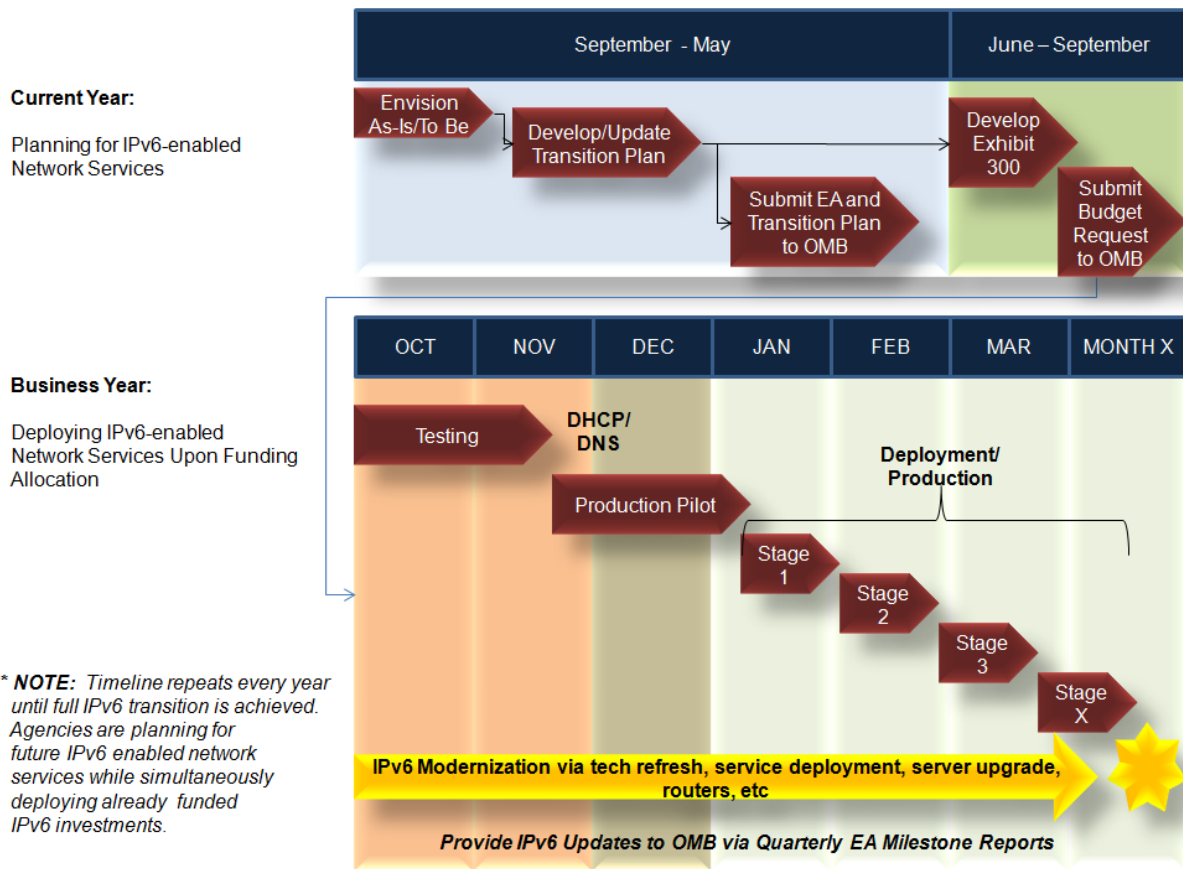 September - May
June – September
Current Year:
Planning for IPv6-enabled
Network Services
Envision
As-Is/To Be
Develop/Update
Transition Plan
Submit EA and
Transition Plan
to OMB
Develop
Exhibit
300
Submit
Budget
Request
to OMB
OCT
NOV
DEC
JAN
FEB
MAR
MONTH X
Business Year:
Deploying IPv6-enabled
Network Services Upon Funding
Allocation
Testing
DHCP/
DNS
Production Pilot
Deployment/
Production
Stage
1
Stage
2
Stage
3
Stage
X
* NOTE: Timeline repeats every year
until full IPv6 transition is achieved.
Agencies are planning for
future IPv6 enabled network
services while simultaneously
deploying already funded
IPv6 investments.
IPv6 Modernization via tech refresh, service deployment, server upgrade,
routers, etc
Provide IPv6 Updates to OMB via Quarterly EA Milestone Reports